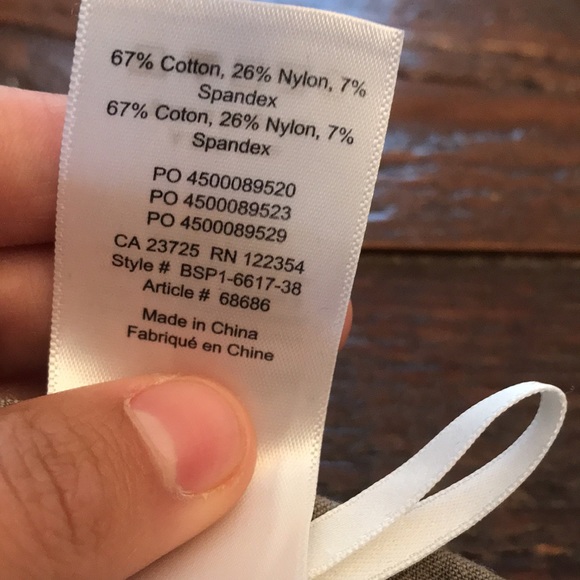 67% Cotton, 26% Nylon, 7%
Spandex
67% Coton, 26% Nylon, 7%
Spandex
PO 4500089520
PO 4500089523
PO 4500089529
CA 23725 RN 122354
Style # BSP1-6617-38
Article # 68686
Made in China
Fabriqué en Chine